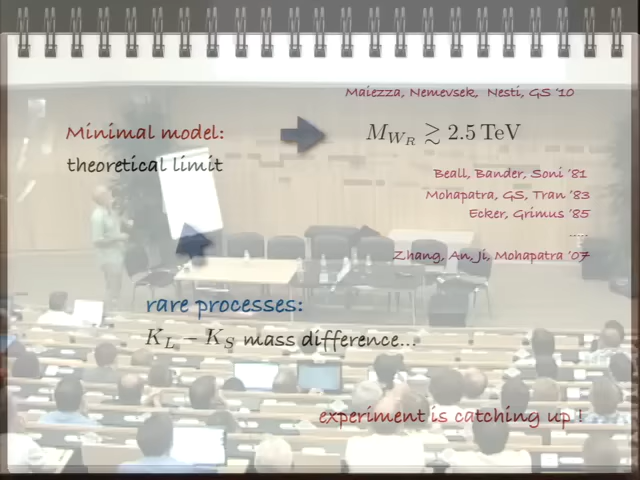 Maiezza, Nemevsek, Nesti, GS '10
Minimal model:
theoretical limit
M_{W_R} ≳ 2.5 TeV
Beall, Bander, Soni '81
Mohapatra, GS, Tran '83
Ecker, Grimus '85
....
Zhang, An, Ji, Mohapatra '07
rare processes:
K_L − K_S mass difference...
experiment is catching up !